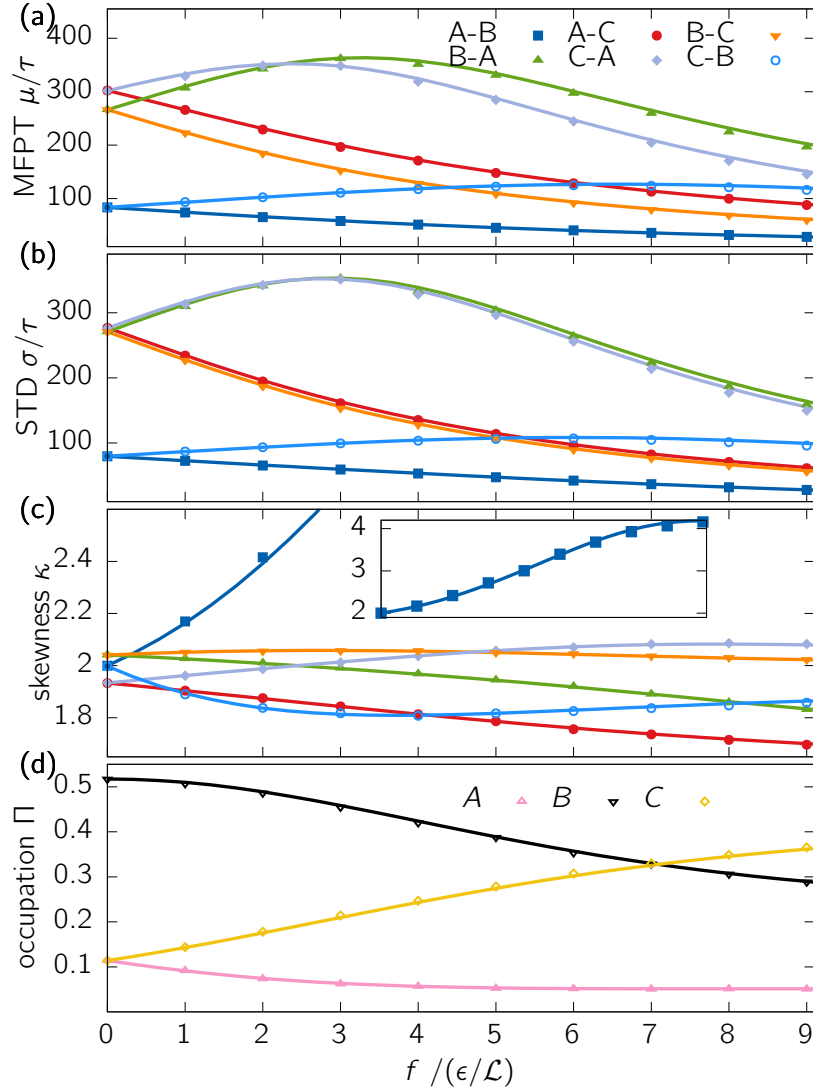 (a)
A-B A-C B-C
B-A C-A C-B
400
300
200
100
MFPT μ/τ
(b)
300
200
100
STD σ/τ
(c)
2.4
2.2
2
1.8
skewness κ
4
3
2
(d)
A B C
0.5
0.4
0.3
0.2
0.1
occupation Π
0 1 2 3 4 5 6 7 8 9
f /(ϵ/ℒ)